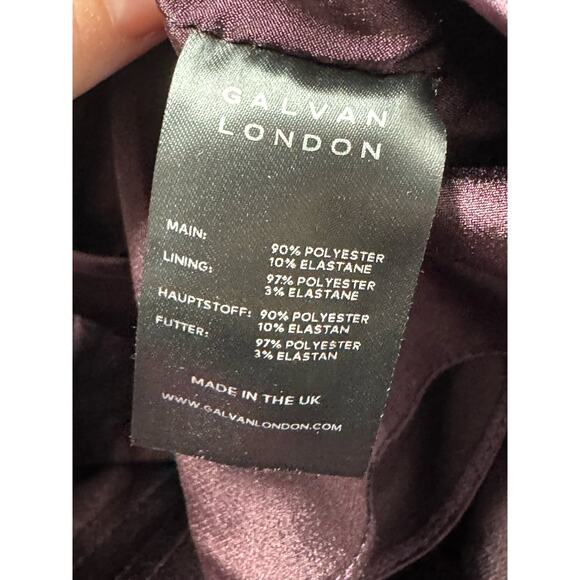 GALVAN
LONDON
MAIN: 90% POLYESTER
10% ELASTANE
LINING: 97% POLYESTER
3% ELASTANE
HAUPTSTOFF: 90% POLYESTER
10% ELASTAN
FUTTER: 97% POLYESTER
3% ELASTAN
MADE IN THE UK
WWW.GALVANLONDON.COM